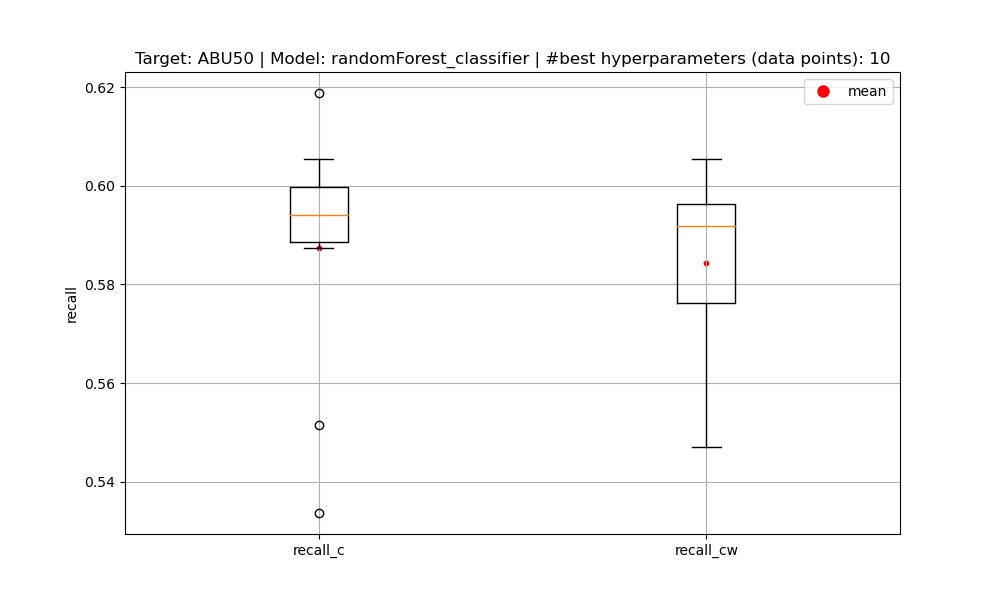 Target: ABU50 | Model: randomForest_classifier | #best hyperparameters (data points): 10
mean
0.62
0.60
0.58
0.56
0.54
recall
recall_c
recall_cw